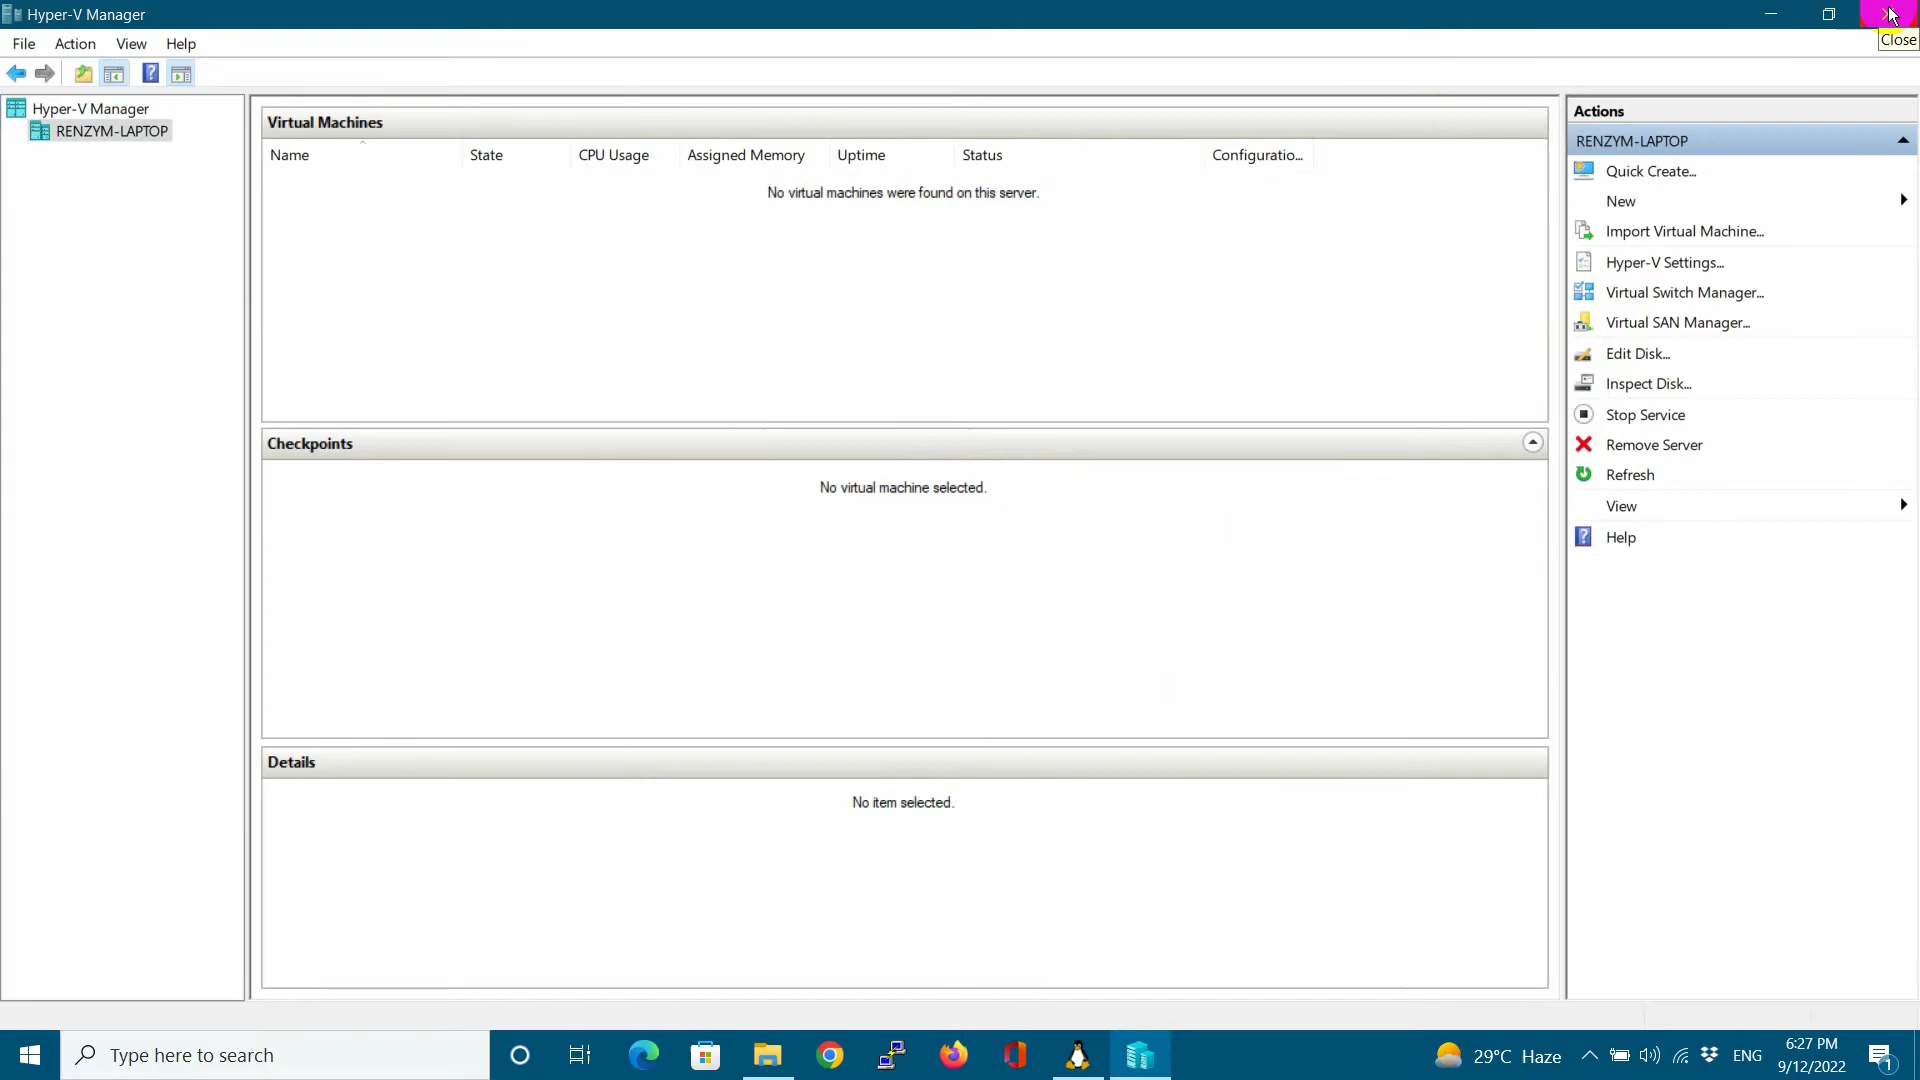 Hyper-V Manager
Close
File Action View Help
Hyper-V Manager
RENZYM-LAPTOP
Virtual Machines
Name State CPU Usage Assigned Memory Uptime Status Configuratio...
No virtual machines were found on this server.
Checkpoints
No virtual machine selected.
Details
No item selected.
Actions
RENZYM-LAPTOP
Quick Create...
New
Import Virtual Machine...
Hyper-V Settings...
Virtual Switch Manager...
Virtual SAN Manager...
Edit Disk...
Inspect Disk...
Stop Service
Remove Server
Refresh
View
Help
Type here to search
29°C Haze
ENG
6:27 PM
9/12/2022
1